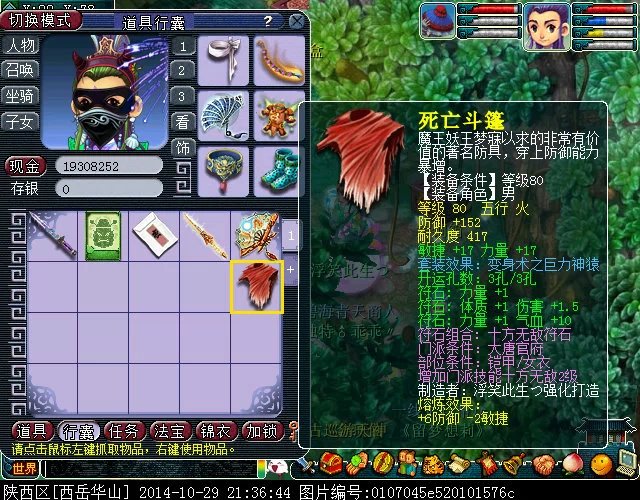 切换模式
道具行囊
?
人物
召唤
坐骑
子女
1
2
3
看
饰
现金 19308252
存银 0
1
+
死亡斗篷
魔王妖王梦寐以求的非常有价
值的著名防具，穿上防御能力
暴增。
【装备条件】等级80
【装备角色】男
等级 80 五行 火
防御 +152
耐久度 417
敏捷 +17 力量 +17
套装效果：变身术之巨力神猿
开运孔数：3孔/3孔
符石：力量 +1
符石：体质 +1 伤害 +1.5
符石：力量 +1 气血 +10
符石组合：十方无敌符石
门派条件：大唐官府
部位条件：铠甲/女衣
增加门派技能十方无敌2级
制造者：浮笑此生つ强化打造
熔炼效果：
+6防御 -2敏捷
浮笑此生つ
道具
行囊
任务
法宝
锦衣
加锁
请点击鼠标左键抓取物品，右键使用物品。
世界
陕西区[西岳华山] 2014-10-29 21:36:44 图片编号:0107045e520101576c